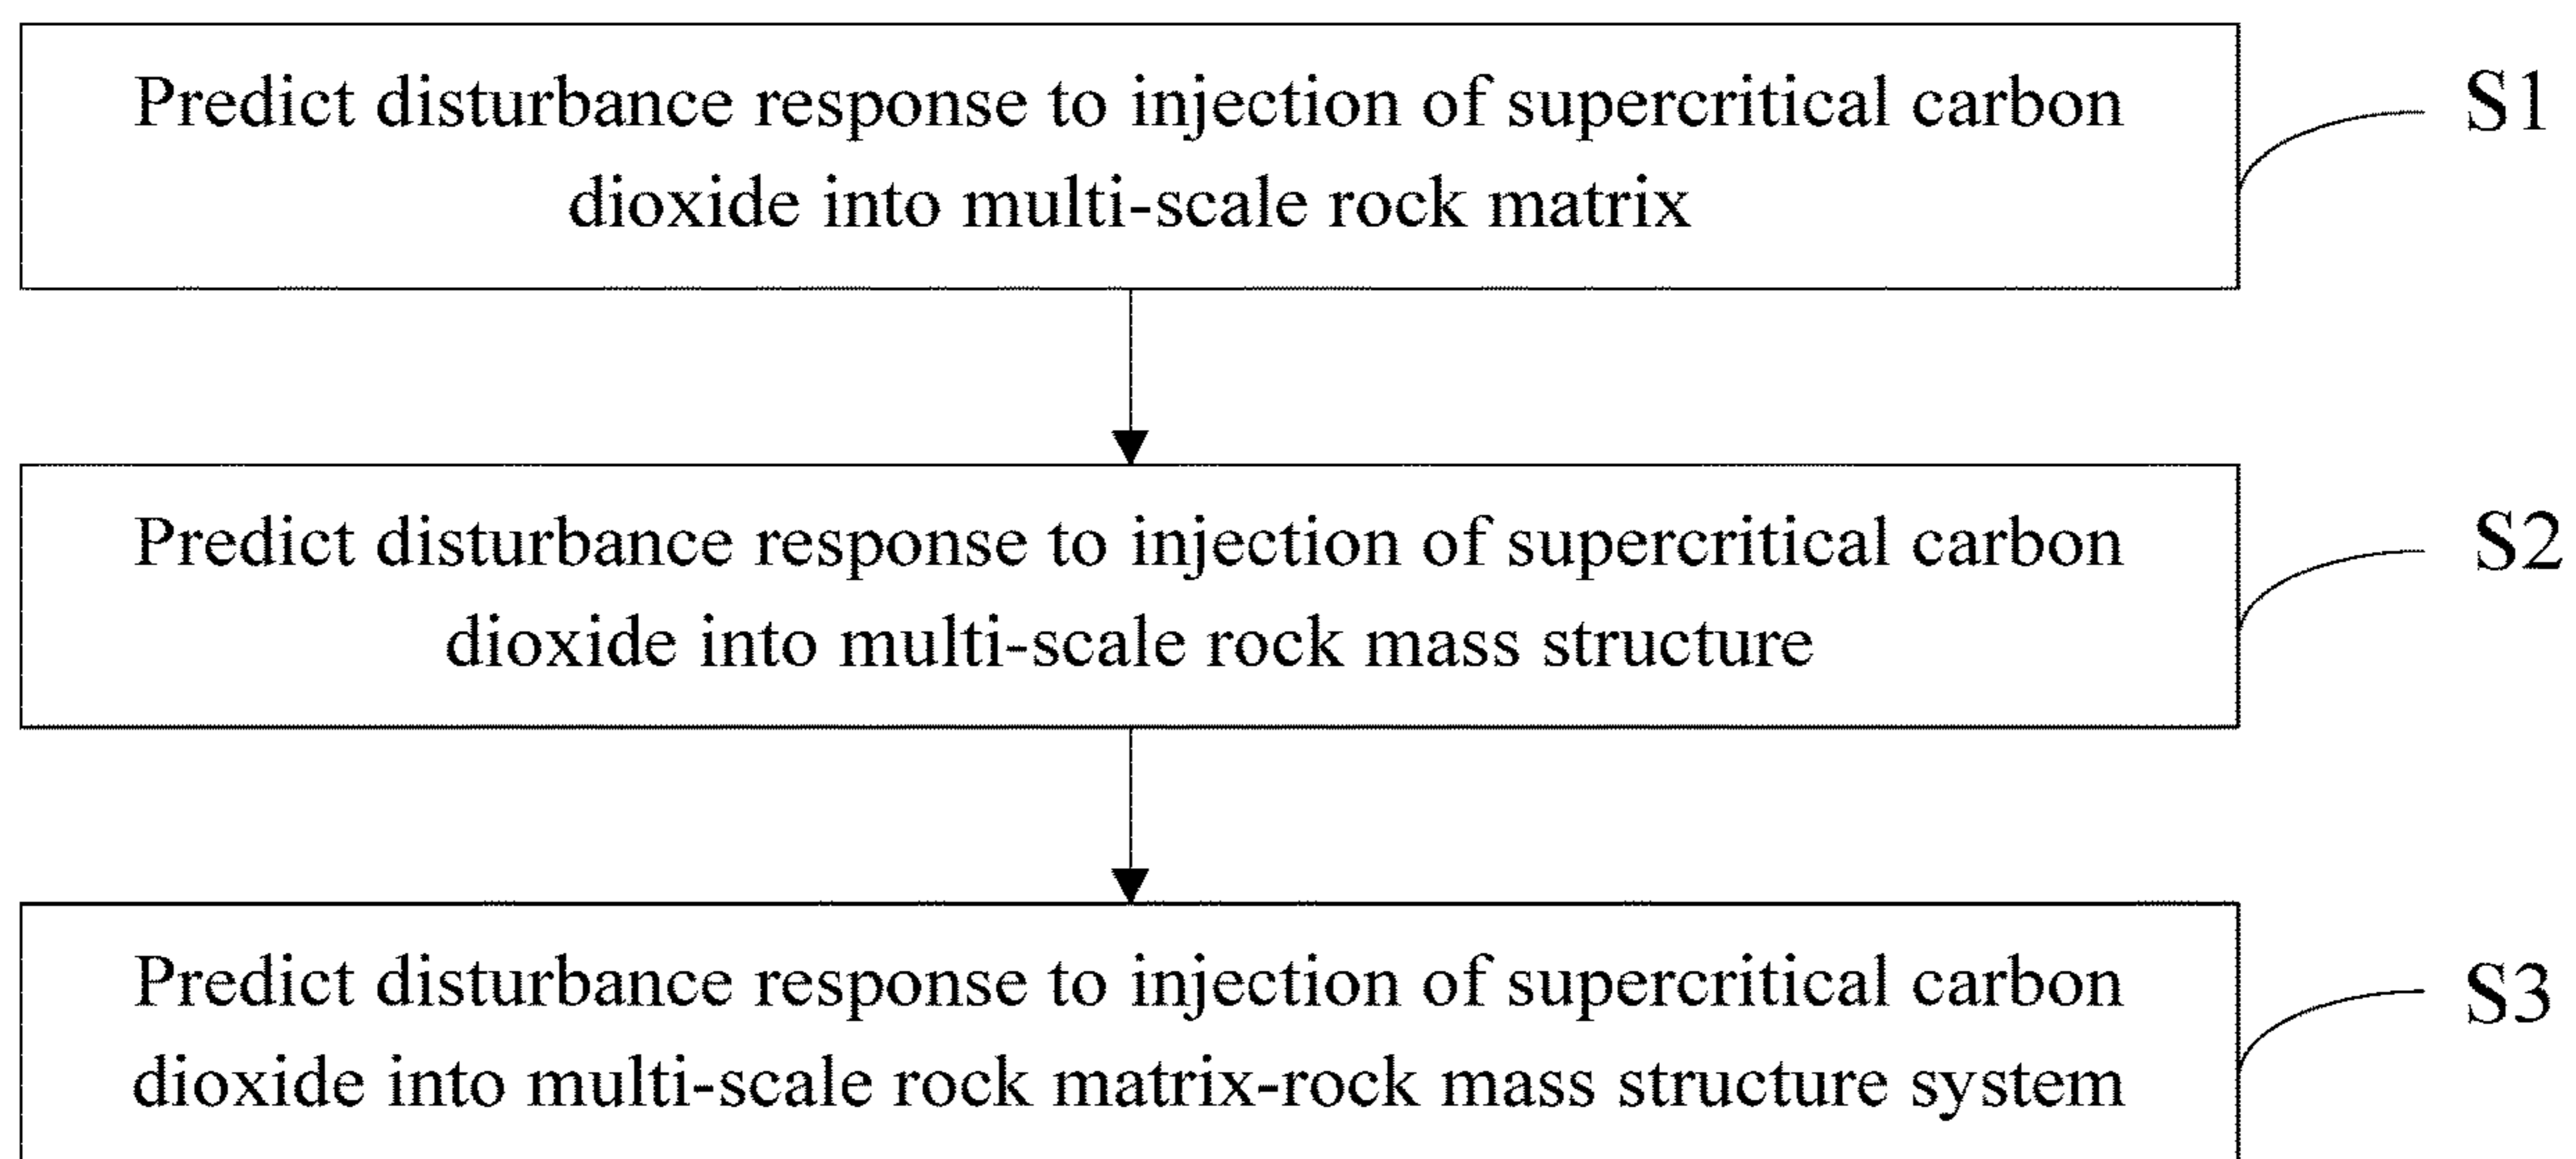 Predict disturbance response to injection of supercritical carbon
dioxide into multi-scale rock matrix
S1
Predict disturbance response to injection of supercritical carbon
dioxide into multi-scale rock mass structure
S2
Predict disturbance response to injection of supercritical carbon
dioxide into multi-scale rock matrix-rock mass structure system
S3